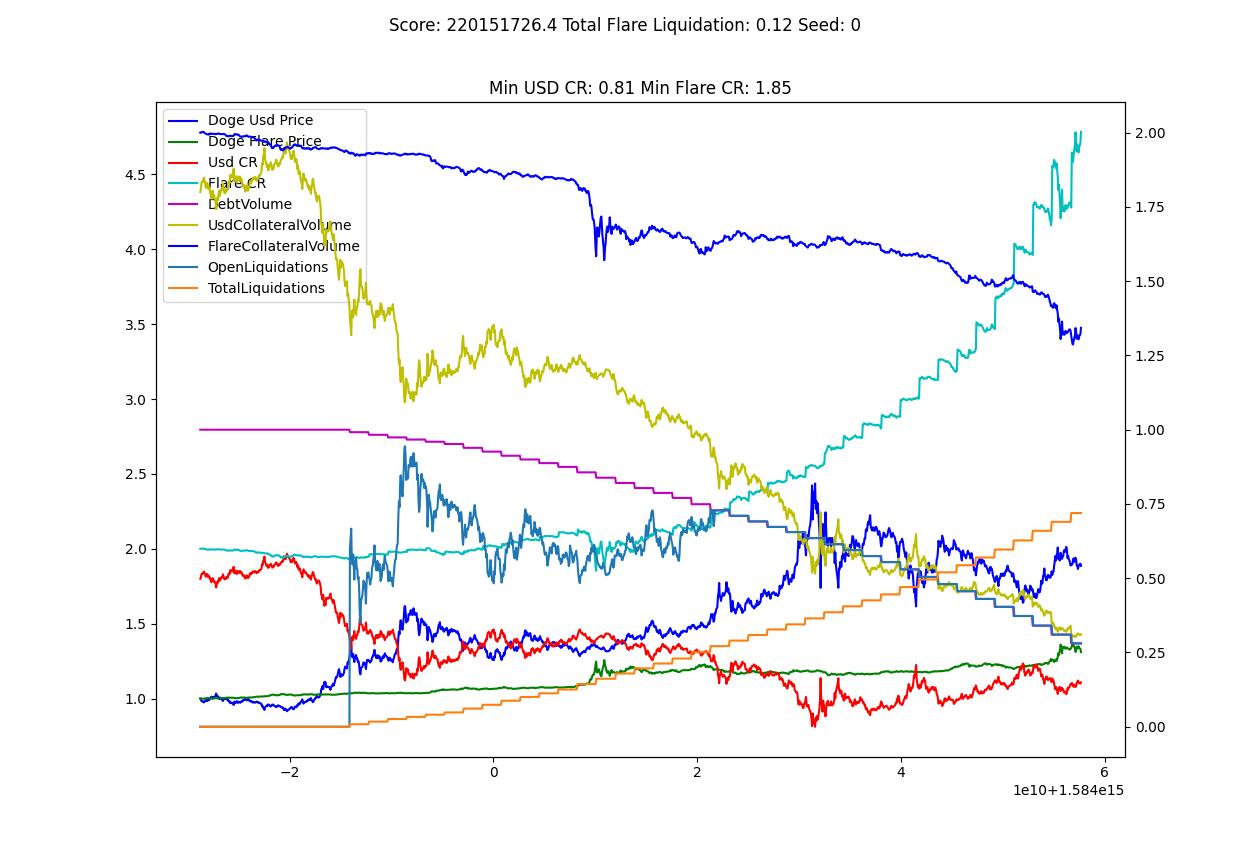 Score: 220151726.4 Total Flare Liquidation: 0.12 Seed: 0
Min USD CR: 0.81 Min Flare CR: 1.85
Doge Usd Price
Doge Flare Price
Usd CR
Flare CR
DebtVolume
UsdCollateralVolume
FlareCollateralVolume
OpenLiquidations
TotalLiquidations
4.5
4.0
3.5
3.0
2.5
2.0
1.5
1.0
2.00
1.75
1.50
1.25
1.00
0.75
0.50
0.25
0.00
−2
0
2
4
6
1e10+1.584e15